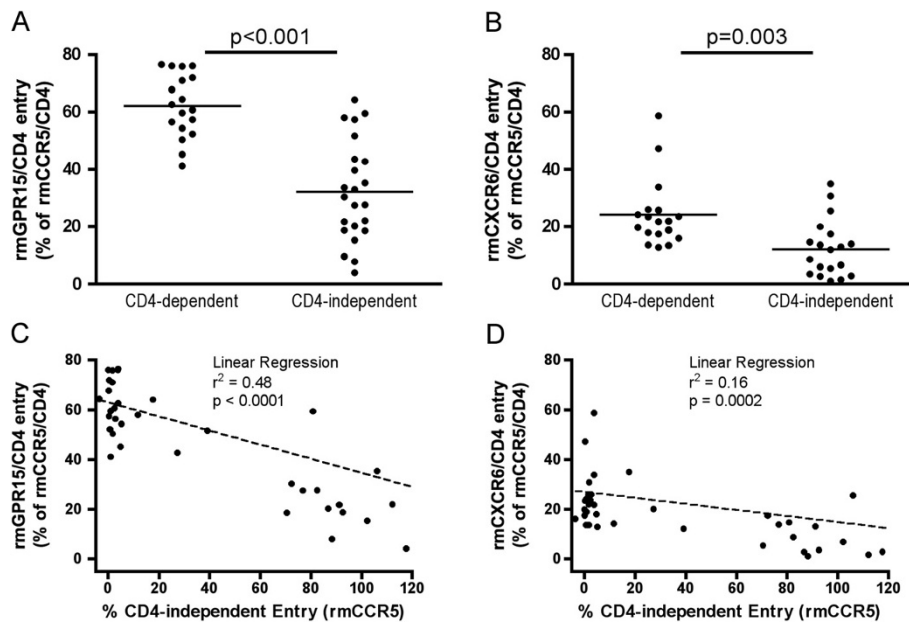 A
p<0.001
rmGPR15/CD4 entry
(% of rmCCR5/CD4)
80
60
40
20
0
CD4-dependent
CD4-independent
B
p=0.003
rmCXCR6/CD4 entry
(% of rmCCR5/CD4)
80
60
40
20
0
CD4-dependent
CD4-independent
C
Linear Regression
r² = 0.48
p < 0.0001
rmGPR15/CD4 entry
(% of rmCCR5/CD4)
80
60
40
20
0
0 20 40 60 80 100 120
% CD4-independent Entry (rmCCR5)
D
Linear Regression
r² = 0.16
p = 0.0002
rmCXCR6/CD4 entry
(% of rmCCR5/CD4)
80
60
40
20
0
0 20 40 60 80 100 120
% CD4-independent Entry (rmCCR5)